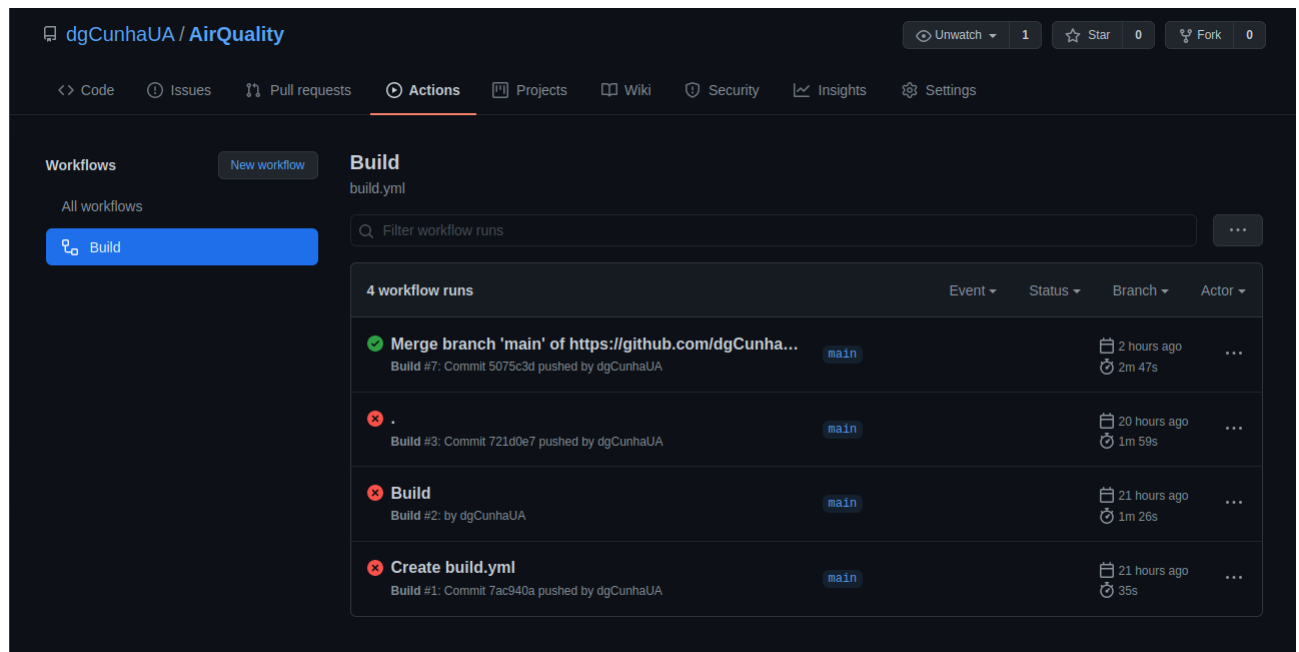 dgCunhaUA / AirQuality
Unwatch 1 Star 0 Fork 0
Code Issues Pull requests Actions Projects Wiki Security Insights Settings
Workflows New workflow
All workflows
Build
Build
build.yml
Filter workflow runs
4 workflow runs Event Status Branch Actor
Merge branch 'main' of https://github.com/dgCunha... main 2 hours ago
Build #7: Commit 5075c3d pushed by dgCunhaUA 2m 47s
. main 20 hours ago
Build #3: Commit 721d0e7 pushed by dgCunhaUA 1m 59s
Build main 21 hours ago
Build #2: by dgCunhaUA 1m 26s
Create build.yml main 21 hours ago
Build #1: Commit 7ac940a pushed by dgCunhaUA 35s